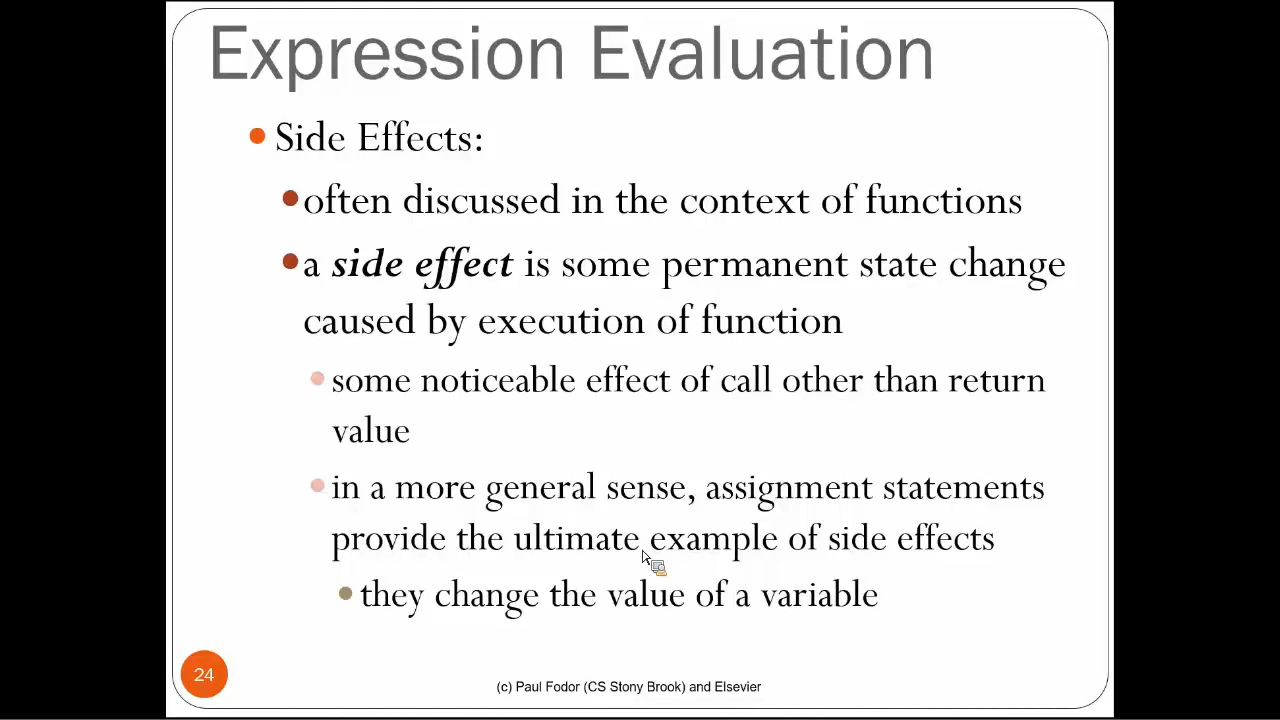 Expression Evaluation
Side Effects:
often discussed in the context of functions
a side effect is some permanent state change
caused by execution of function
some noticeable effect of call other than return
value
in a more general sense, assignment statements
provide the ultimate example of side effects
they change the value of a variable
24
(c) Paul Fodor (CS Stony Brook) and Elsevier